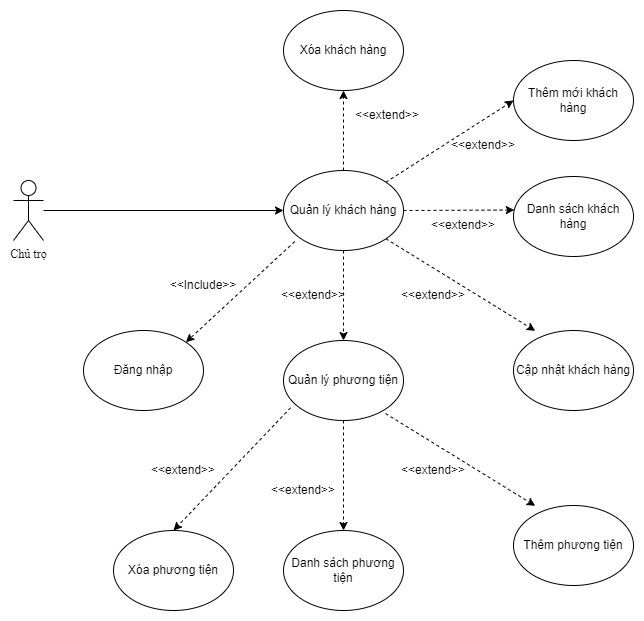 Xóa khách hàng
<<extend>>
Thêm mới khách
hàng
<<extend>>
Quản lý khách hàng
Danh sách khách
hàng
<<extend>>
Chủ trọ
<<Include>>
<<extend>>
<<extend>>
Đăng nhập
Quản lý phương tiện
Cập nhật khách hàng
<<extend>>
<<extend>>
<<extend>>
Xóa phương tiện
Danh sách phương
tiện
Thêm phương tiện